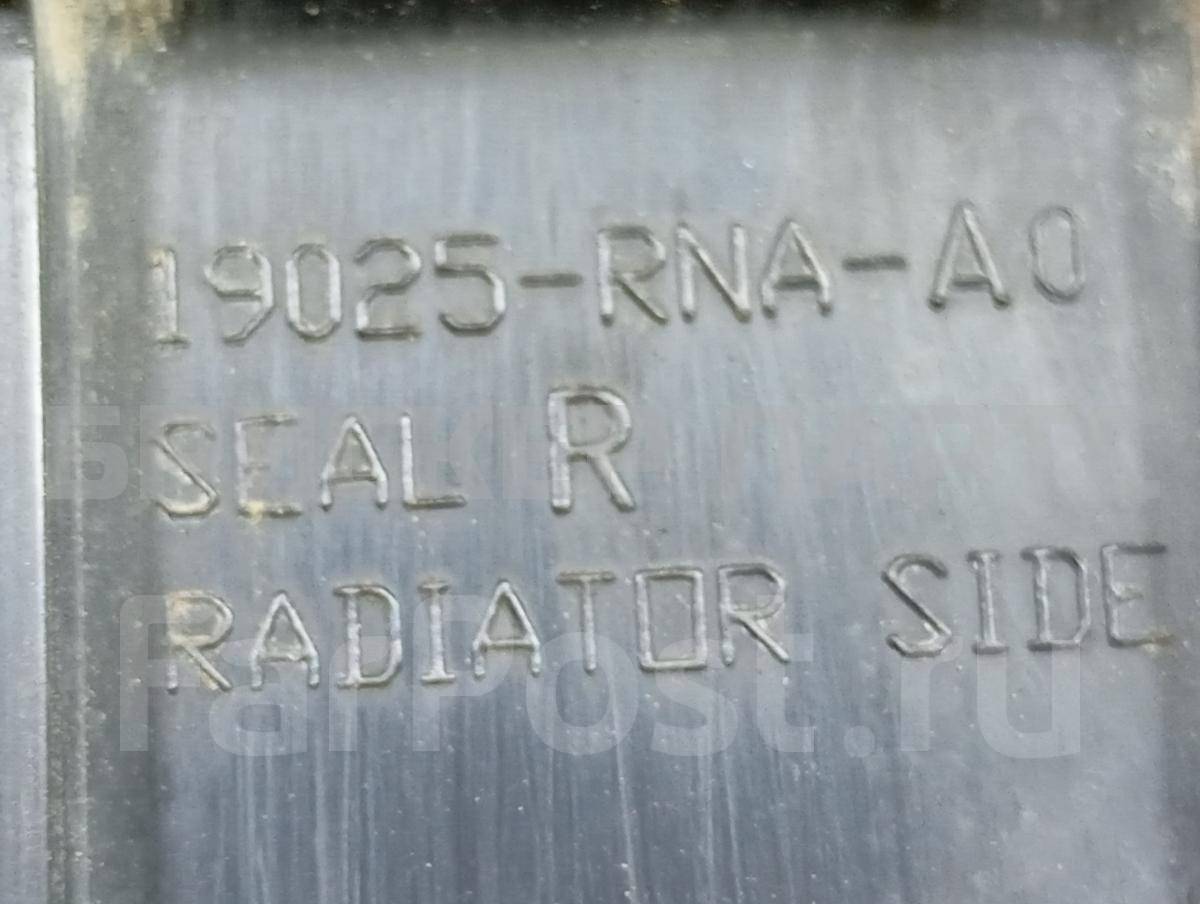 19025-RNA-A0
SEAL R
RADIATOR SIDE
FarPost.ru